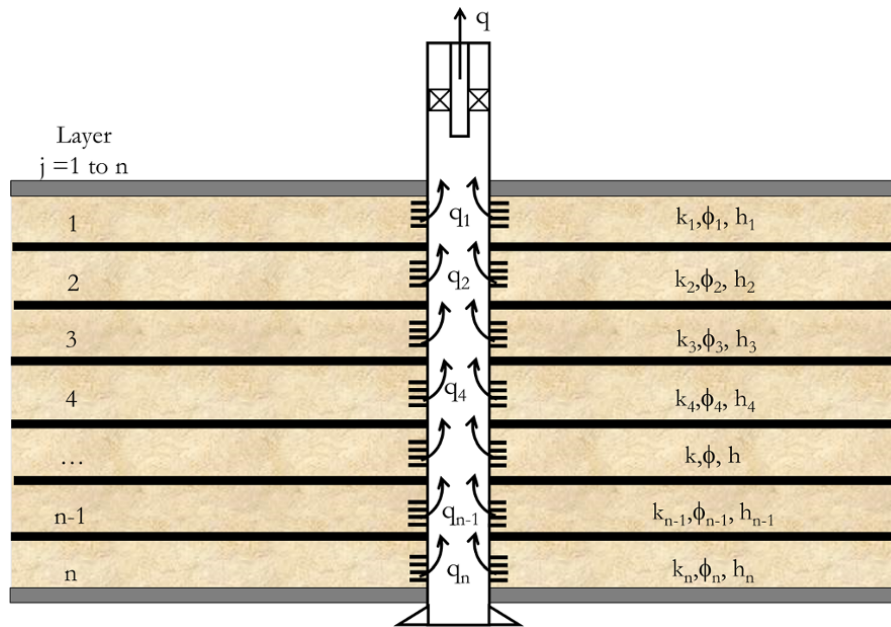 q
Layer
j =1 to n
1 q₁ k₁,ϕ₁, h₁
2 q₂ k₂,ϕ₂, h₂
3 k₃,ϕ₃, h₃
4 q₄ k₄,ϕ₄, h₄
... k,ϕ, h
n-1 qₙ₋₁ kₙ₋₁,ϕₙ₋₁, hₙ₋₁
n qₙ kₙ,ϕₙ, hₙ